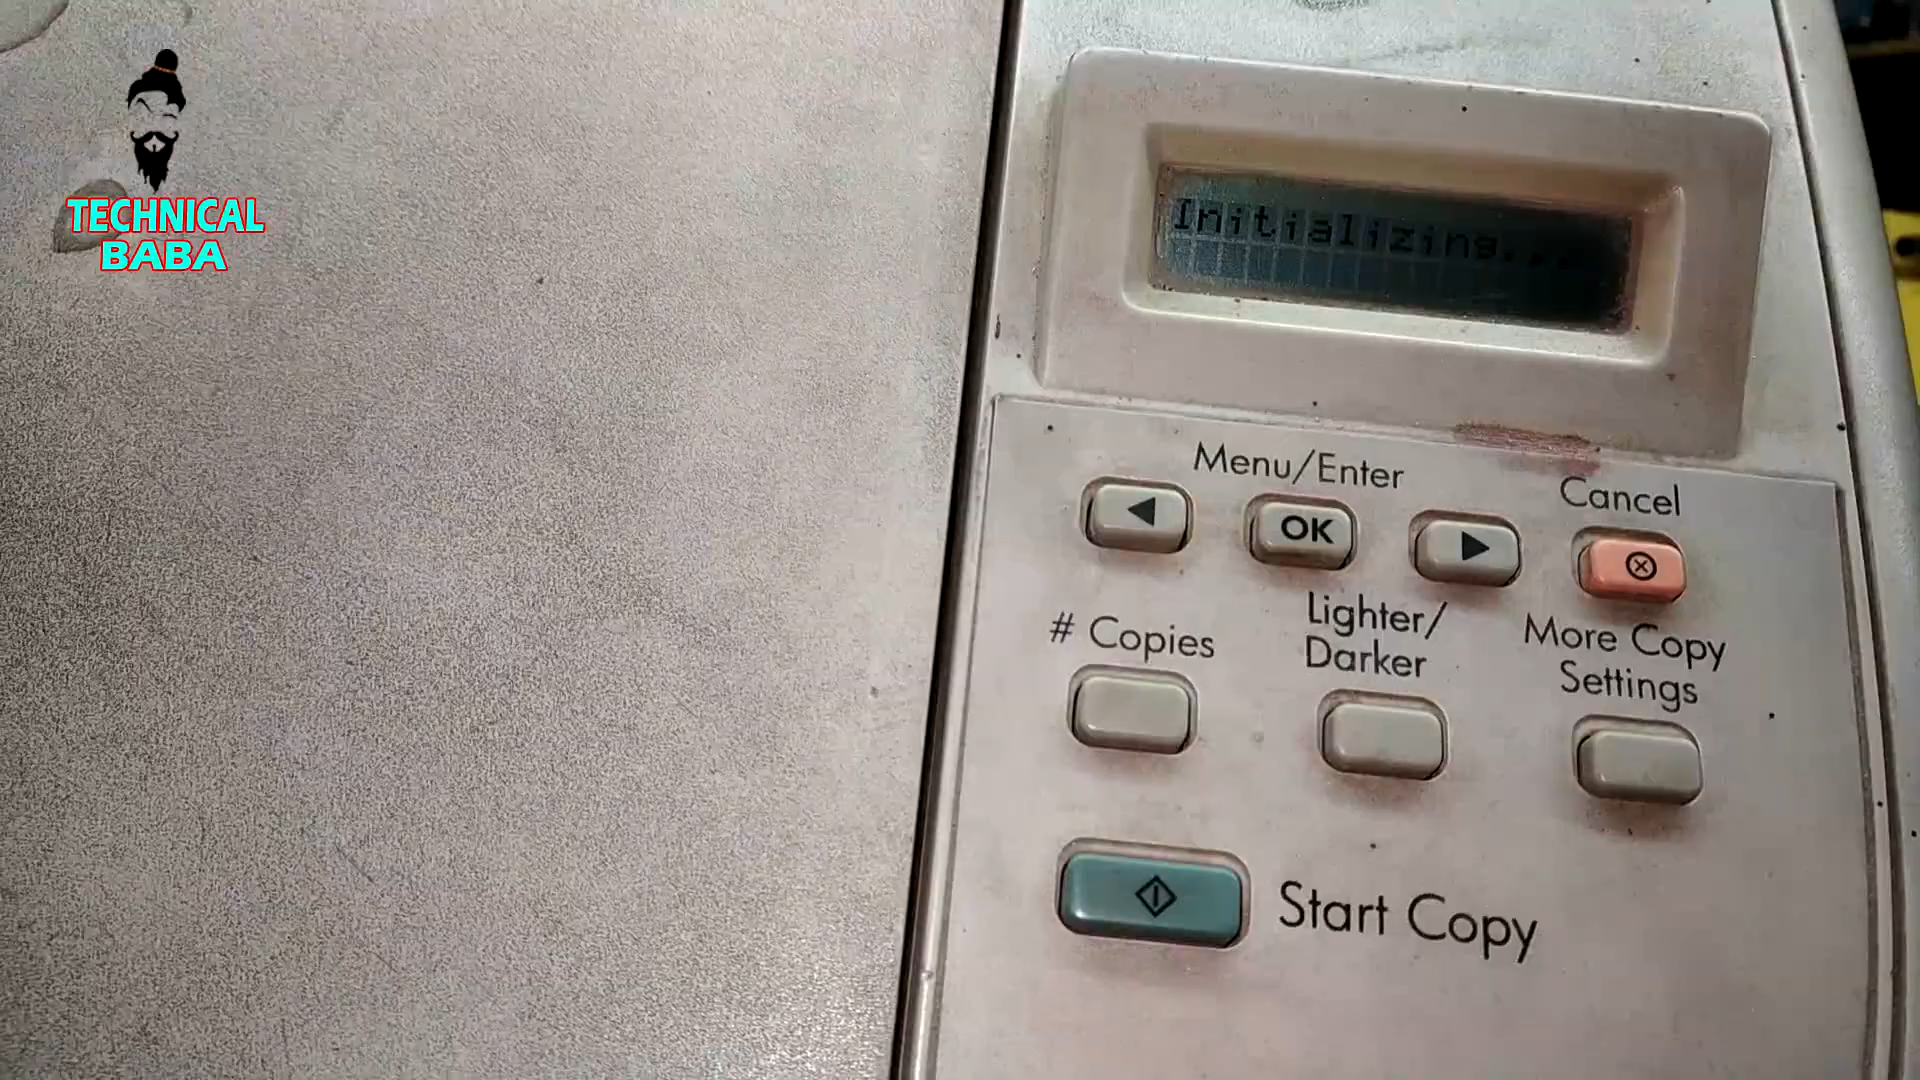 TECHNICAL
BABA
Initializing...
Menu/Enter
Cancel
OK
# Copies
Lighter/
Darker
More Copy
Settings
Start Copy